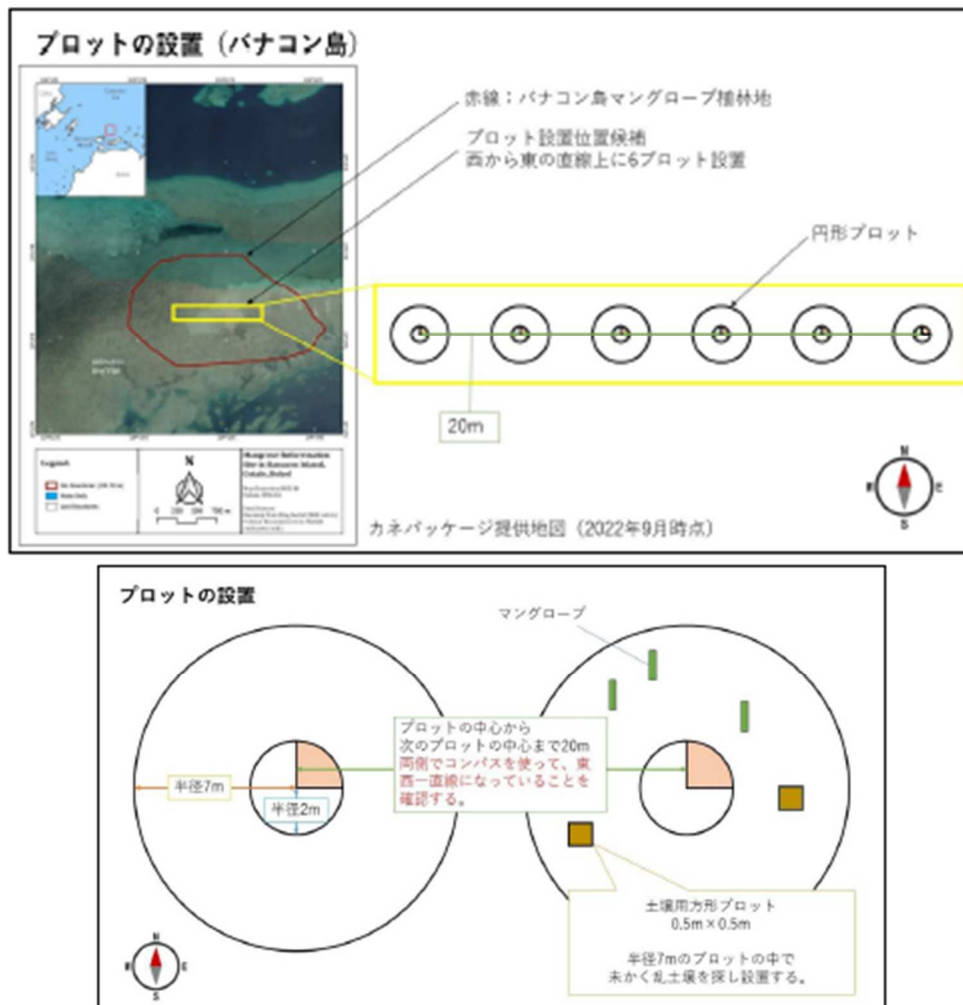 プロットの設置（バナコン島）
赤線：バナコン島マングローブ植林地
プロット設置位置候補
西から東の直線上に6プロット設置
円形プロット
20m
N
W
E
S
N
カネパッケージ提供地図（2022年9月時点）
プロットの設置
マングローブ
プロットの中心から
次のプロットの中心まで20m
両側でコンパスを使って、東
西一直線になっていることを
確認する。
半径7m
半径2m
土壌用方形プロット
0.5m×0.5m
半径7mのプロットの中で
未かく乱土壌を探し設置する。
N
W
E
S